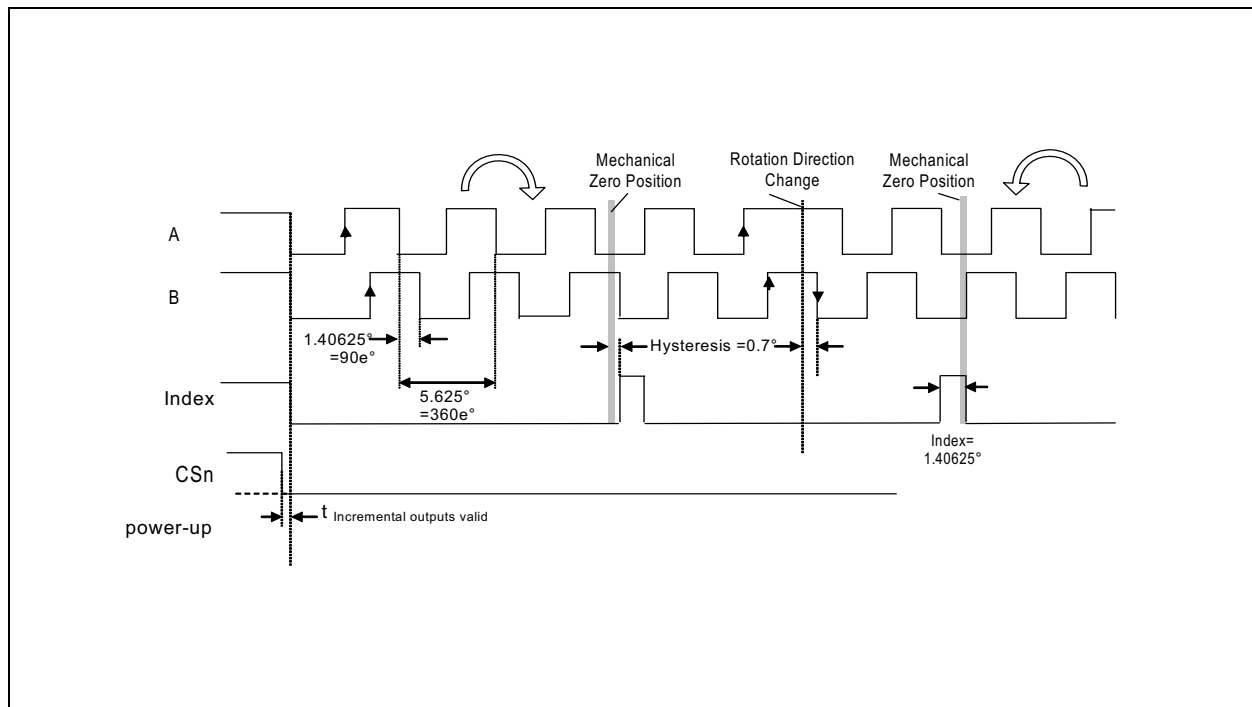 Mechanical
Zero Position
Rotation Direction
Change
Mechanical
Zero Position
A
B
1.40625°
=90e°
Hysteresis =0.7°
Index
5.625°
=360e°
Index=
1.40625°
CSn
t Incremental outputs valid
power-up